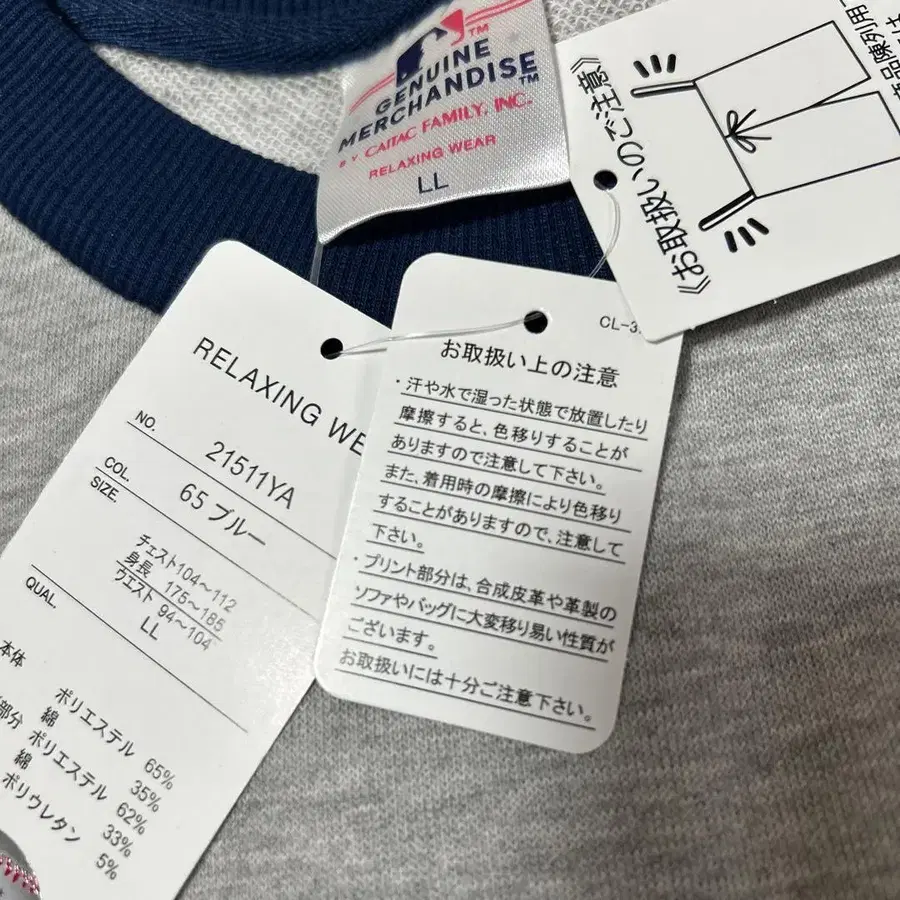 ™
GENUINE
MERCHANDISE™
BY CAITAC FAMILY, INC.
RELAXING WEAR
LL
《お取扱いのご注意》
品陳列用
RELAXING WE
NO.
21511YA
COL.
65 ブルー
SIZE
チェスト104〜112
身長 175〜185
ウエスト 94〜104
LL
QUAL
本体
ポリエステル 65%
綿 35%
部分 ポリエステル 62%
綿 33%
ポリウレタン 5%
CL-3
お取扱い上の注意
・汗や水で湿った状態で放置したり
摩擦すると、色移りすることが
ありますので注意して下さい。
また、着用時の摩擦により色移り
することがありますので、注意して
下さい。
・プリント部分は、合成皮革や革製の
ソファやバッグに大変移り易い性質が
ございます。
お取扱いには十分ご注意下さい。